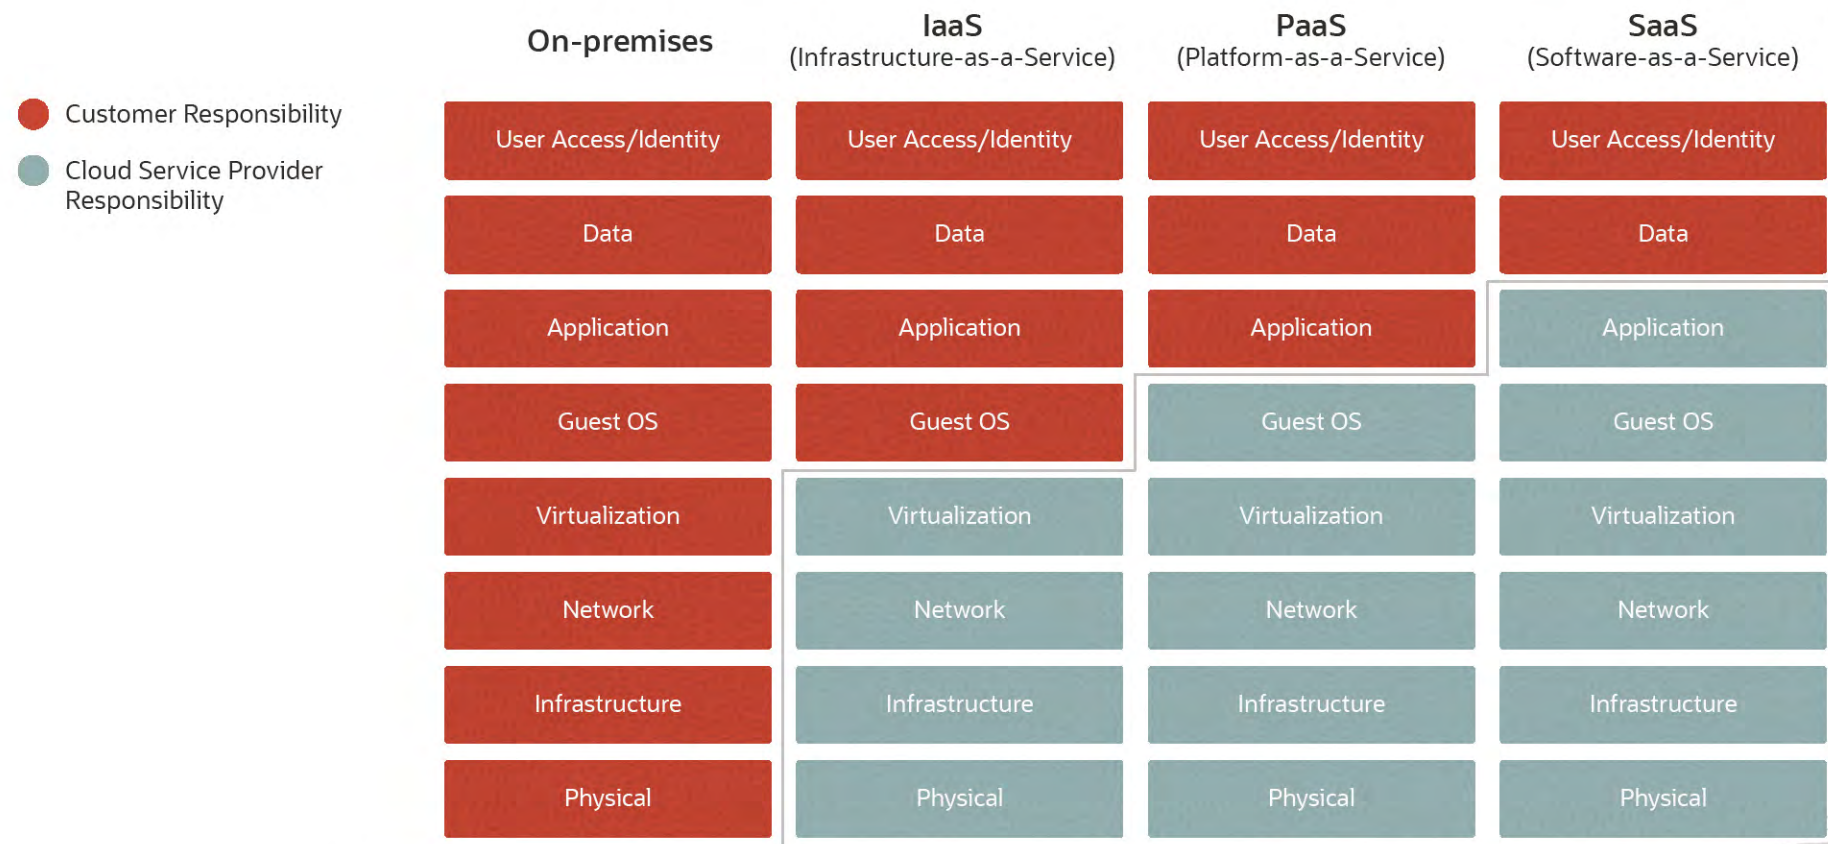 On-premises
IaaS
(Infrastructure-as-a-Service)
PaaS
(Platform-as-a-Service)
SaaS
(Software-as-a-Service)
Customer Responsibility
Cloud Service Provider
Responsibility
User Access/Identity
User Access/Identity
User Access/Identity
User Access/Identity
Data
Data
Data
Data
Application
Application
Application
Application
Guest OS
Guest OS
Guest OS
Guest OS
Virtualization
Virtualization
Virtualization
Virtualization
Network
Network
Network
Network
Infrastructure
Infrastructure
Infrastructure
Infrastructure
Physical
Physical
Physical
Physical